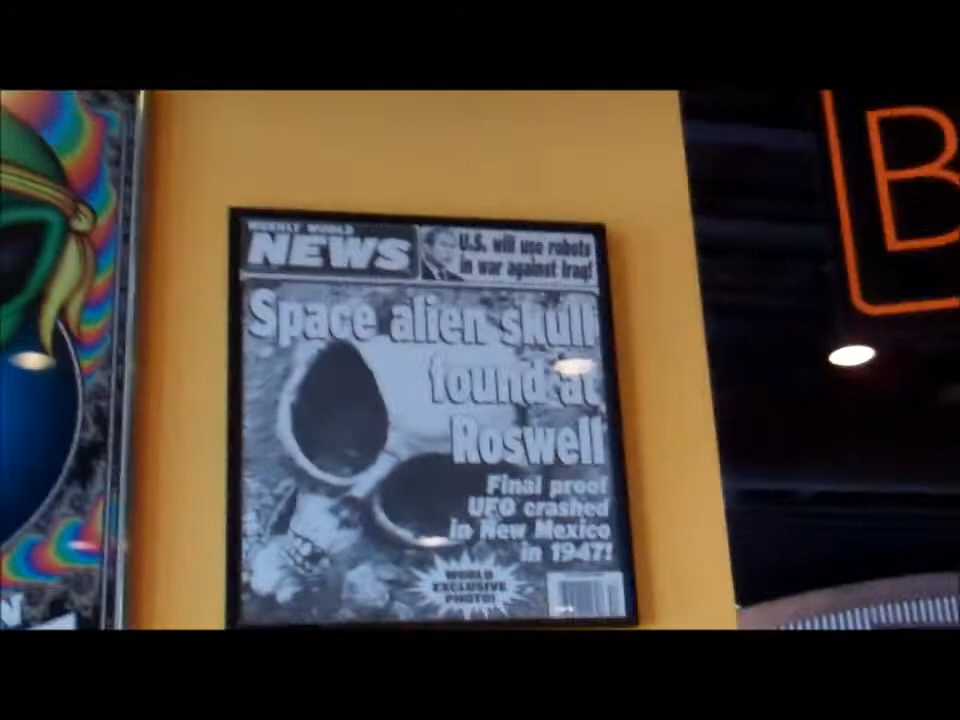 WEEKLY WORLD
NEWS
U.S. will use robots
in war against Iraq!
Space alien skull
found at
Roswell
Final proof
UFO crashed
in New Mexico
in 1947!
WORLD
EXCLUSIVE
PHOTO!
B
N